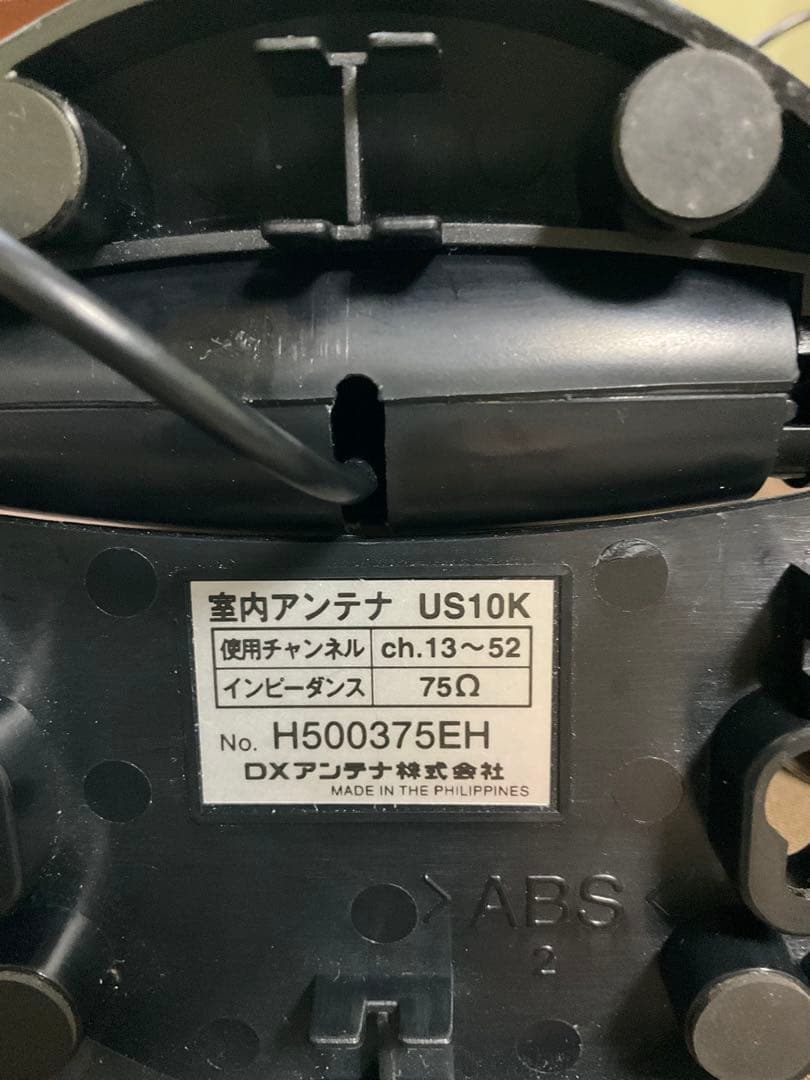 室内アンテナ US10K
使用チャンネル ch.13～52
インピーダンス 75Ω
No. H500375EH
DXアンテナ株式会社
MADE IN THE PHILIPPINES
>ABS<
2